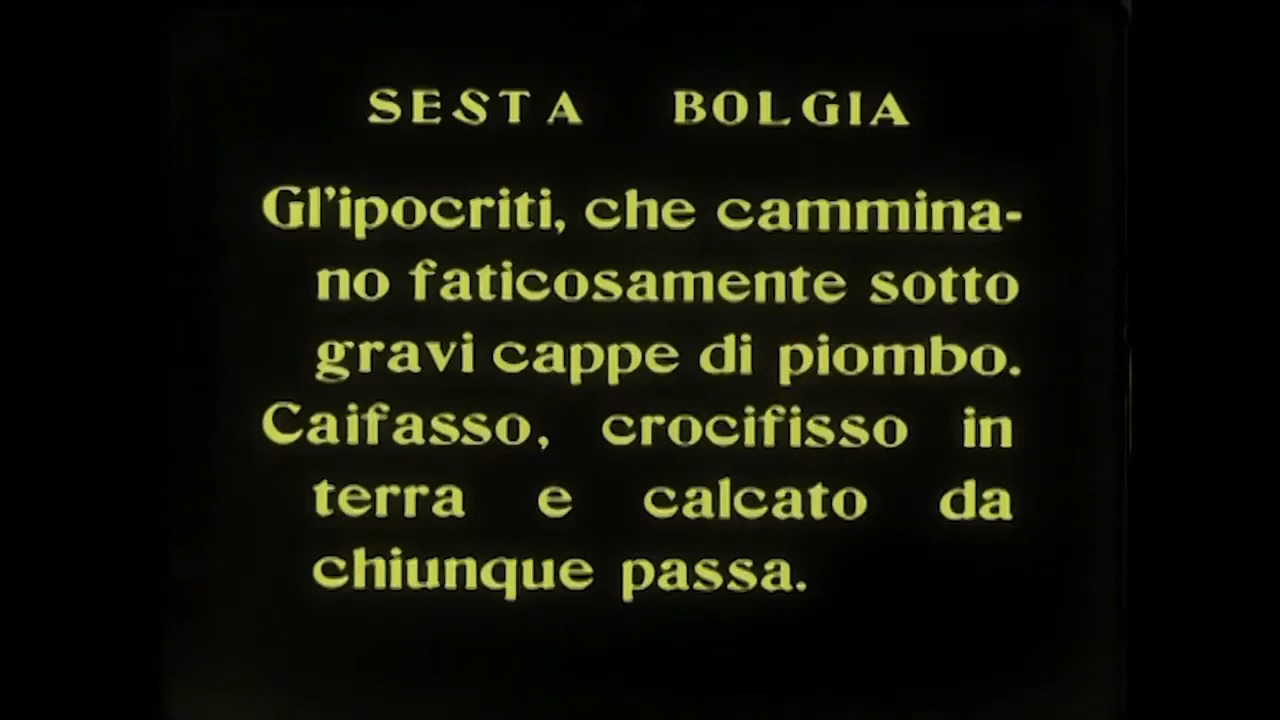 SESTA BOLGIA
Gl'ipocriti, che cammina-
no faticosamente sotto
gravi cappe di piombo.
Caifasso, crocifisso in
terra e calcato da
chiunque passa.